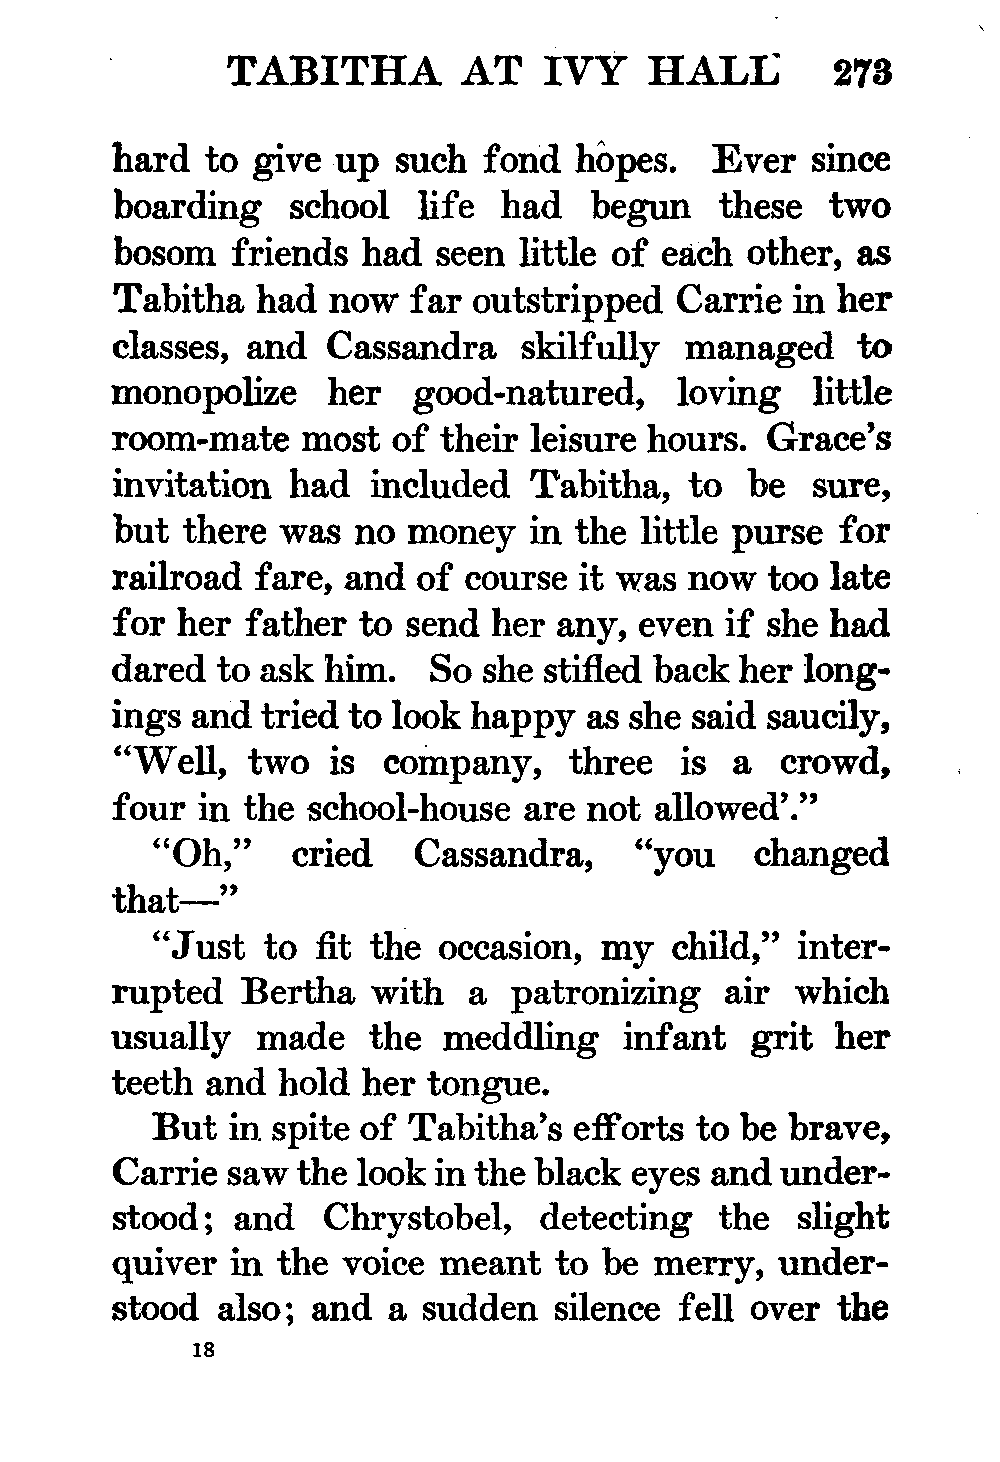 TABITHA AT IVY HALL 273
hard to give up such fond hopes. Ever since
boarding school life had begun these two
bosom friends had seen little of each other, as
Tabitha had now far outstripped Carrie in her
classes, and Cassandra skilfully managed to
monopolize her good-natured, loving little
room-mate most of their leisure hours. Grace's
invitation had included Tabitha, to be sure,
but there was no money in the little purse for
railroad fare, and of course it was now too late
for her father to send her any, even if she had
dared to ask him. So she stifled back her long-
ings and tried to look happy as she said saucily,
“Well, two is company, three is a crowd,
four in the school-house are not allowed’.”
“Oh,” cried Cassandra, “you changed
that—”
“Just to fit the occasion, my child,” inter-
rupted Bertha with a patronizing air which
usually made the meddling infant grit her
teeth and hold her tongue.
But in spite of Tabitha's efforts to be brave,
Carrie saw the look in the black eyes and under-
stood; and Chrystobel, detecting the slight
quiver in the voice meant to be merry, under-
stood also; and a sudden silence fell over the
18